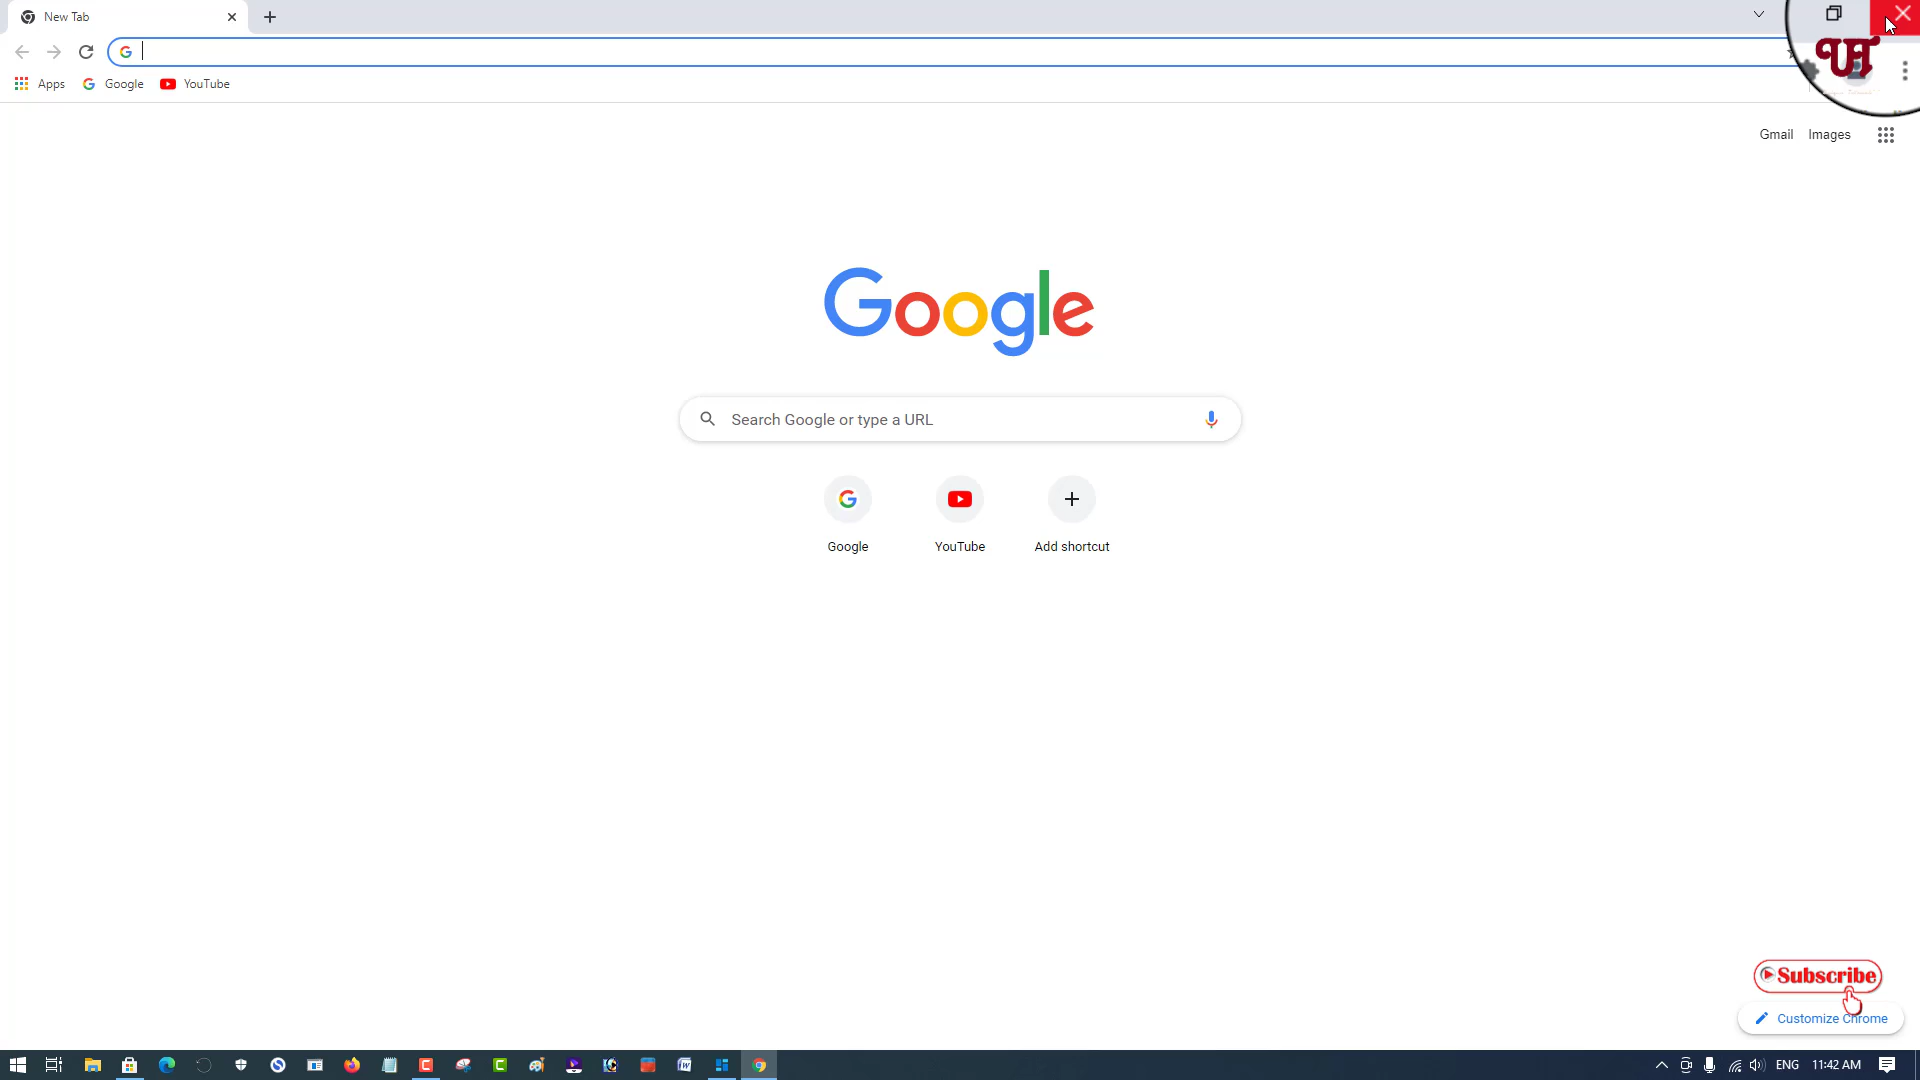 New Tab
Apps
Google
YouTube
Gmail
Images
Google
Search Google or type a URL
Google
YouTube
Add shortcut
Subscribe
Customize Chrome
ENG
11:42 AM